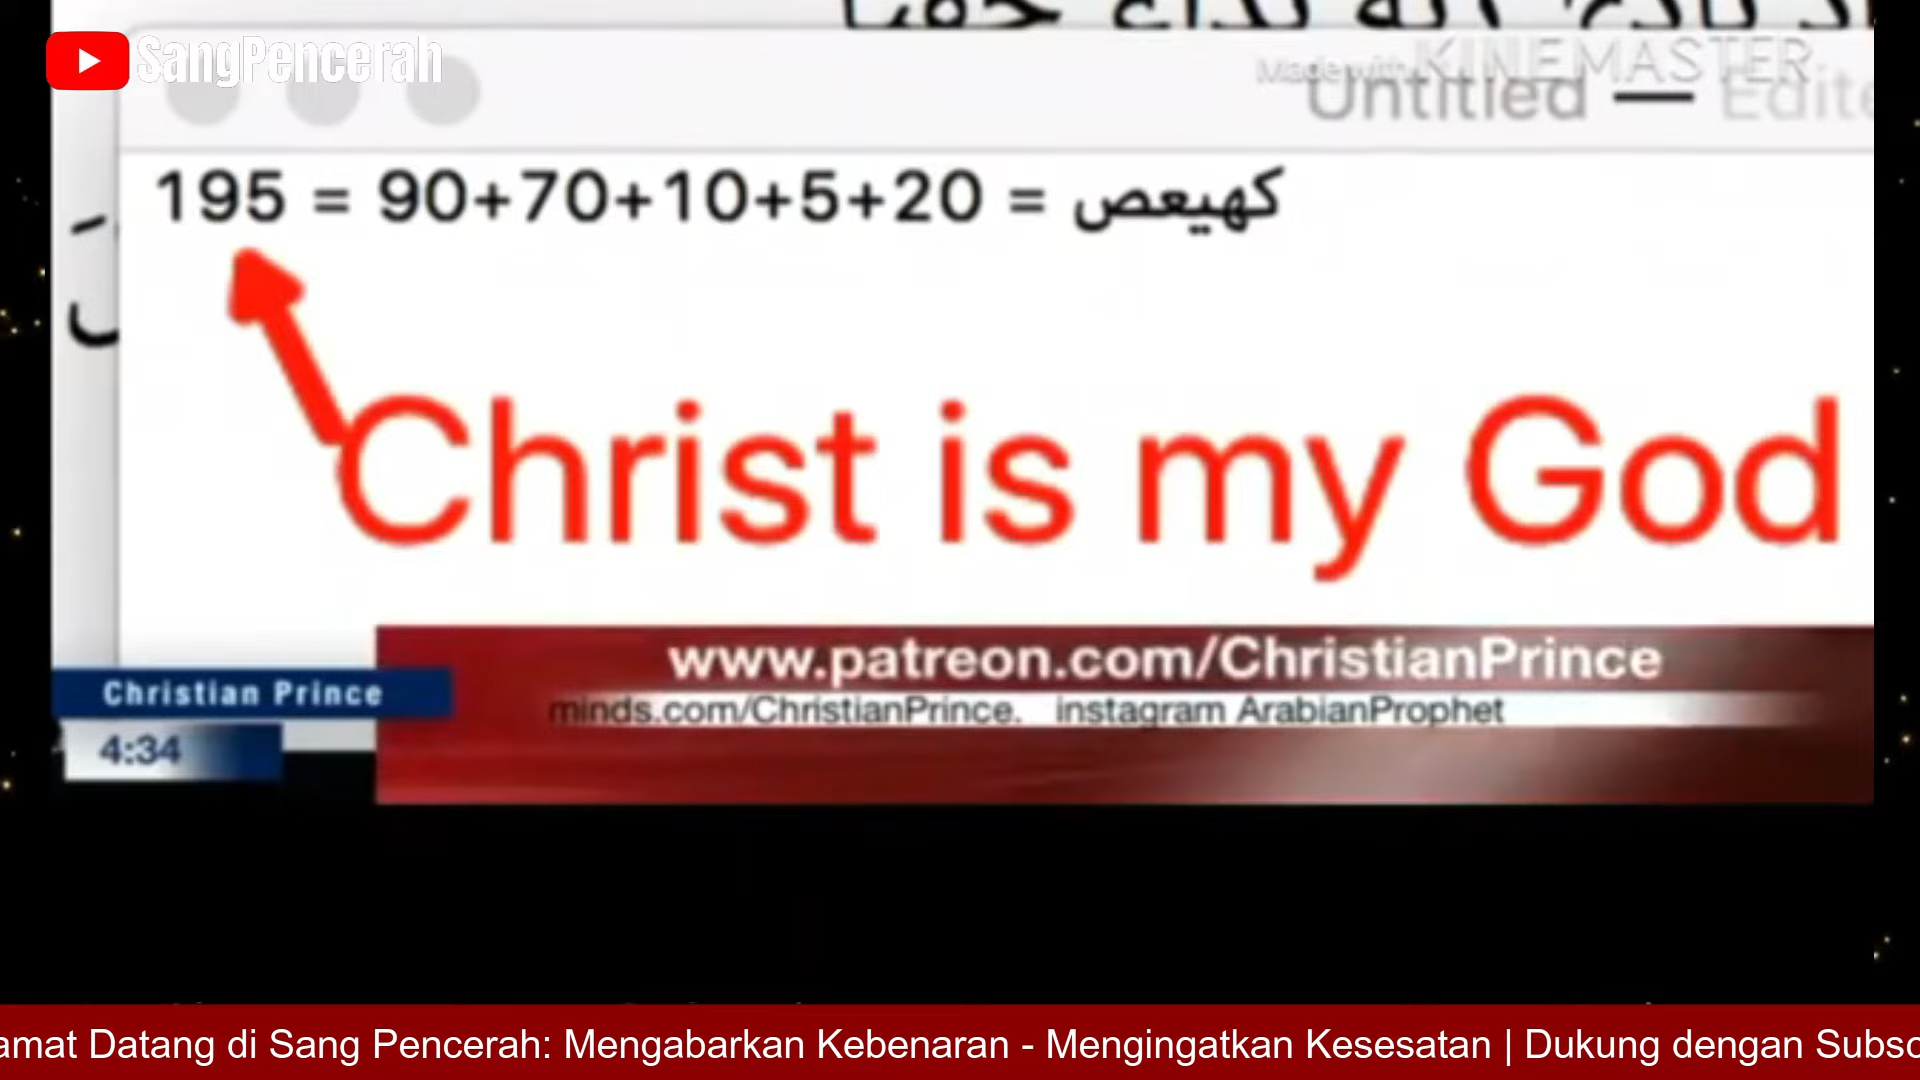 SangPencerah
Made with KINEMASTER
Untitled — Edite
195 = 90+70+10+5+20 = كهيعص
Christ is my God
www.patreon.com/ChristianPrince
Christian Prince
minds.com/ChristianPrince. instagram ArabianProphet
4:34
amat Datang di Sang Pencerah: Mengabarkan Kebenaran - Mengingatkan Kesesatan | Dukung dengan Subsc